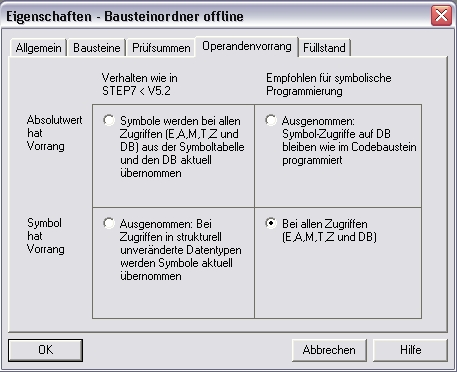 Eigenschaften - Bausteinordner offline
Allgemein
Bausteine
Prüfsummen
Operandenvorrang
Füllstand
Verhalten wie in
STEP7 < V5.2
Empfohlen für symbolische
Programmierung
Absolutwert
hat
Vorrang
Symbole werden bei allen
Zugriffen (E,A,M,T,Z und
DB) aus der Symboltabelle
und den DB aktuell
übernommen
Ausgenommen:
Symbol-Zugriffe auf DB
bleiben wie im Codebaustein
programmiert
Symbol
hat
Vorrang
Ausgenommen: Bei
Zugriffen in strukturell
unveränderte Datentypen
werden Symbole aktuell
übernommen
Bei allen Zugriffen
(E,A,M,T,Z und DB)
OK
Abbrechen
Hilfe